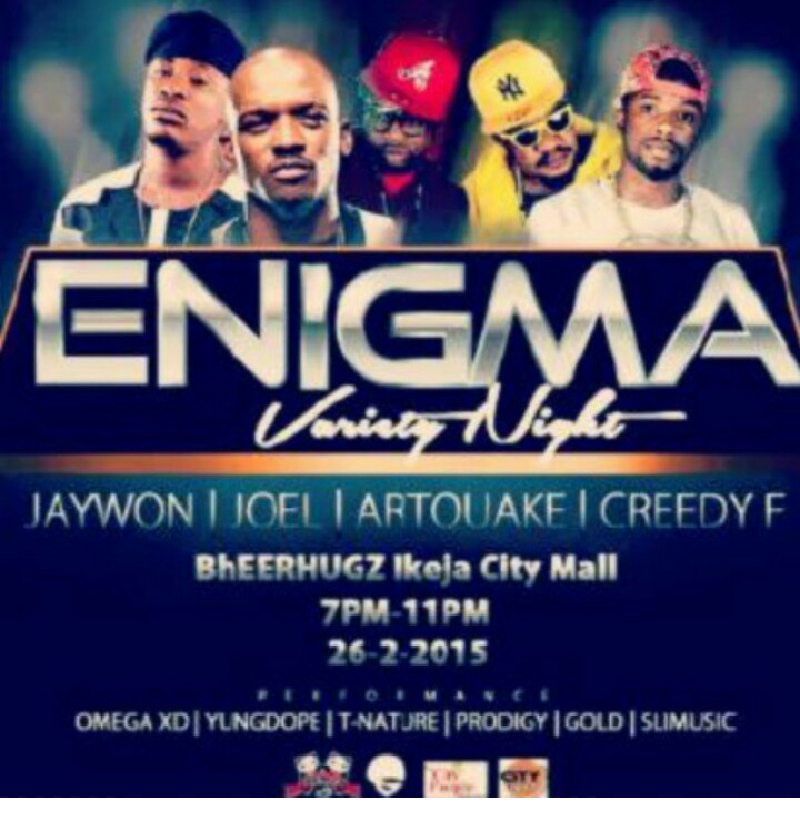 ENIGMA
Variety Night
JAYWON | JOEL | ARTQUAKE | CREEDY F
BhEERHUGZ Ikeja City Mall
7PM-11PM
26-2-2015
PERFORMANCE
OMEGA XD | YUNGDOPE | T-NATURE | PRODIGY | GOLD | SLIMUSIC
CITY